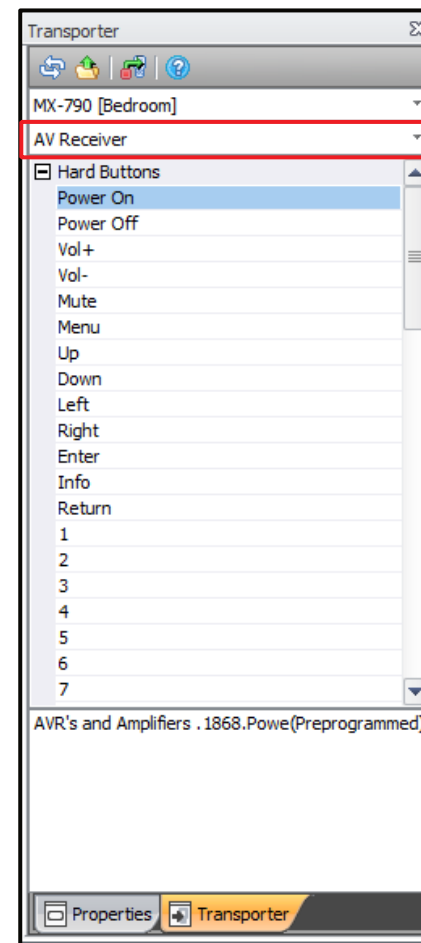 Transporter
MX-790 [Bedroom]
AV Receiver
Hard Buttons
Power On
Power Off
Vol+
Vol-
Mute
Menu
Up
Down
Left
Right
Enter
Info
Return
1
2
3
4
5
6
7
AVR's and Amplifiers .1868.Powe(Preprogrammed)
Properties
Transporter